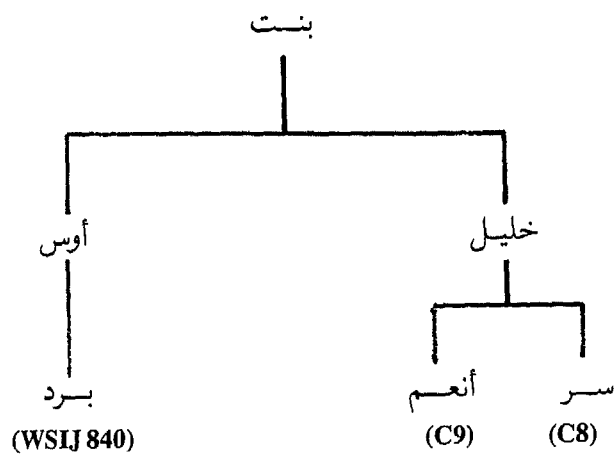 بنت
أوس خليل
برد أنعم سر
(WSIJ 840) (C9) (C8)